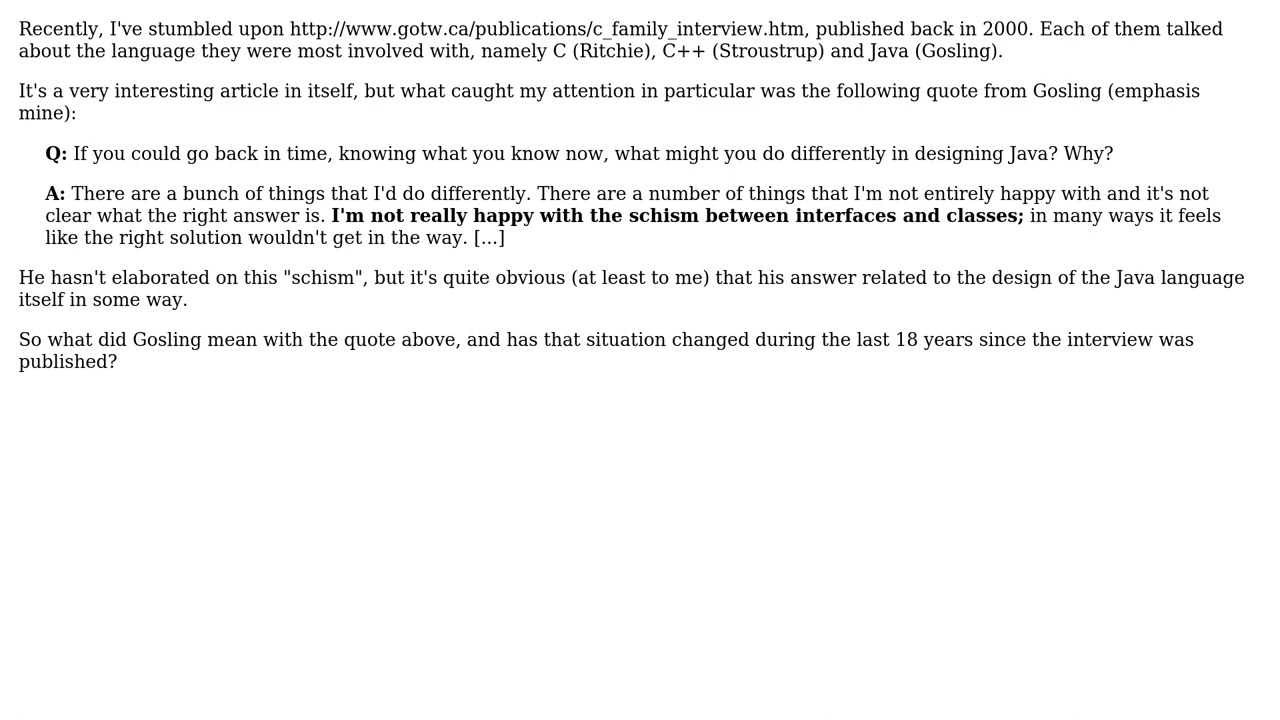 Recently, I've stumbled upon http://www.gotw.ca/publications/c_family_interview.htm, published back in 2000. Each of them talked
about the language they were most involved with, namely C (Ritchie), C++ (Stroustrup) and Java (Gosling).
It's a very interesting article in itself, but what caught my attention in particular was the following quote from Gosling (emphasis
mine):
Q: If you could go back in time, knowing what you know now, what might you do differently in designing Java? Why?
A: There are a bunch of things that I'd do differently. There are a number of things that I'm not entirely happy with and it's not
clear what the right answer is. I'm not really happy with the schism between interfaces and classes; in many ways it feels
like the right solution wouldn't get in the way. [...]
He hasn't elaborated on this "schism", but it's quite obvious (at least to me) that his answer related to the design of the Java language
itself in some way.
So what did Gosling mean with the quote above, and has that situation changed during the last 18 years since the interview was
published?